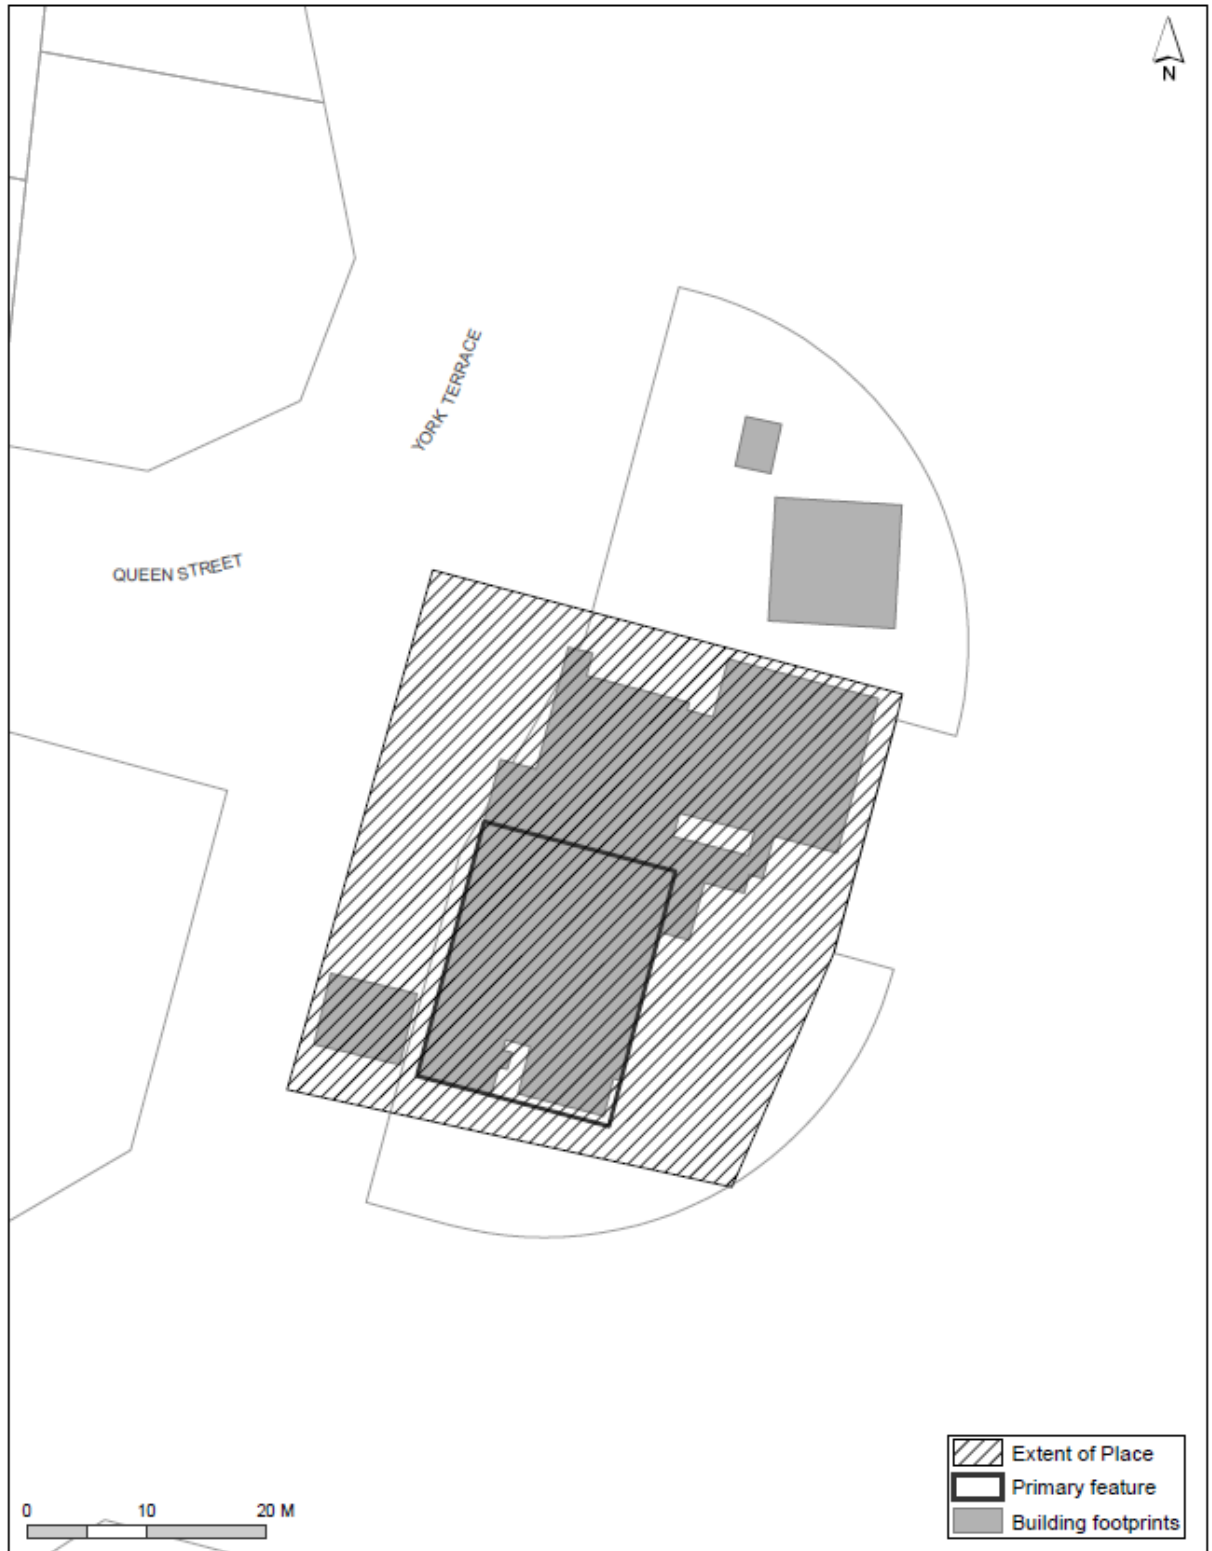 N
YORK TERRACE
QUEEN STREET
Extent of Place
Primary feature
Building footprints
0 10 20 M